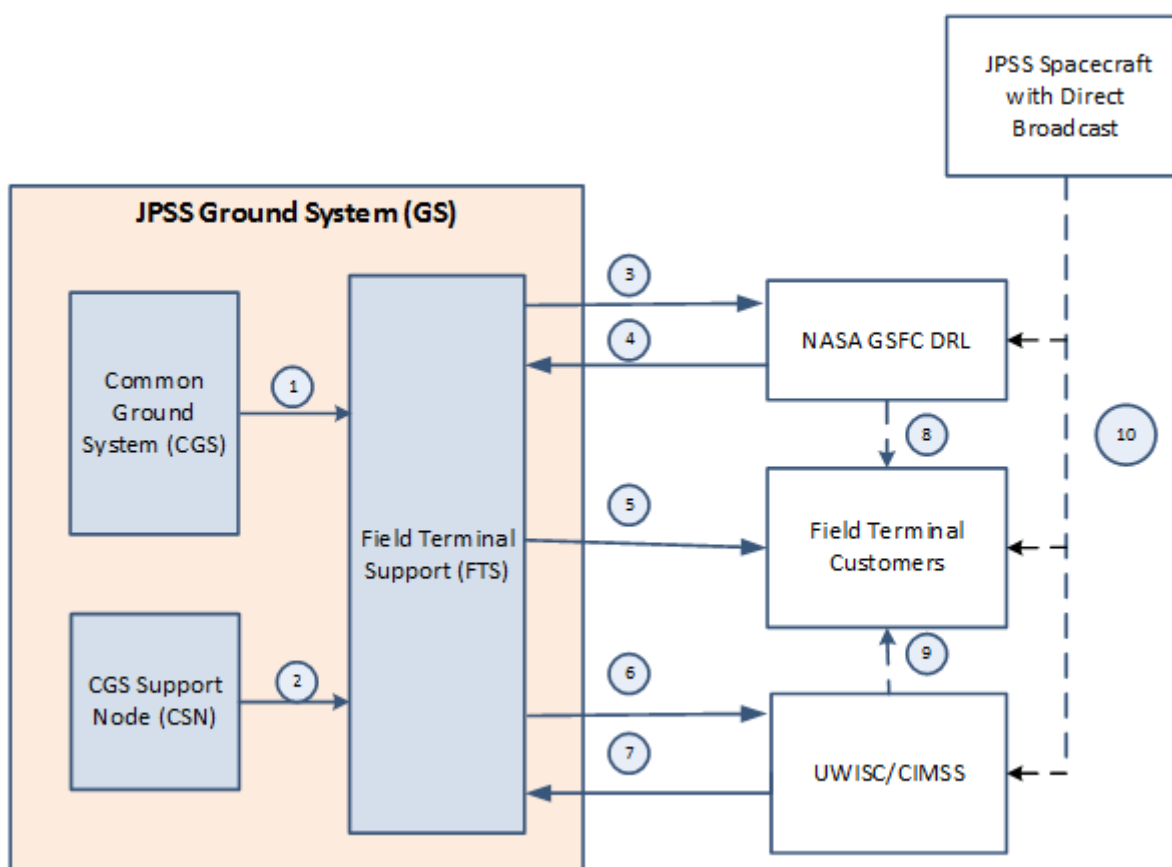 JPSS Spacecraft
with Direct
Broadcast
JPSS Ground System (GS)
Common
Ground
System (CGS)
1
CGS Support
Node (CSN)
2
Field Terminal
Support (FTS)
3
4
NASA GSFC DRL
8
10
5
Field Terminal
Customers
9
6
7
UWISC/CIMSS